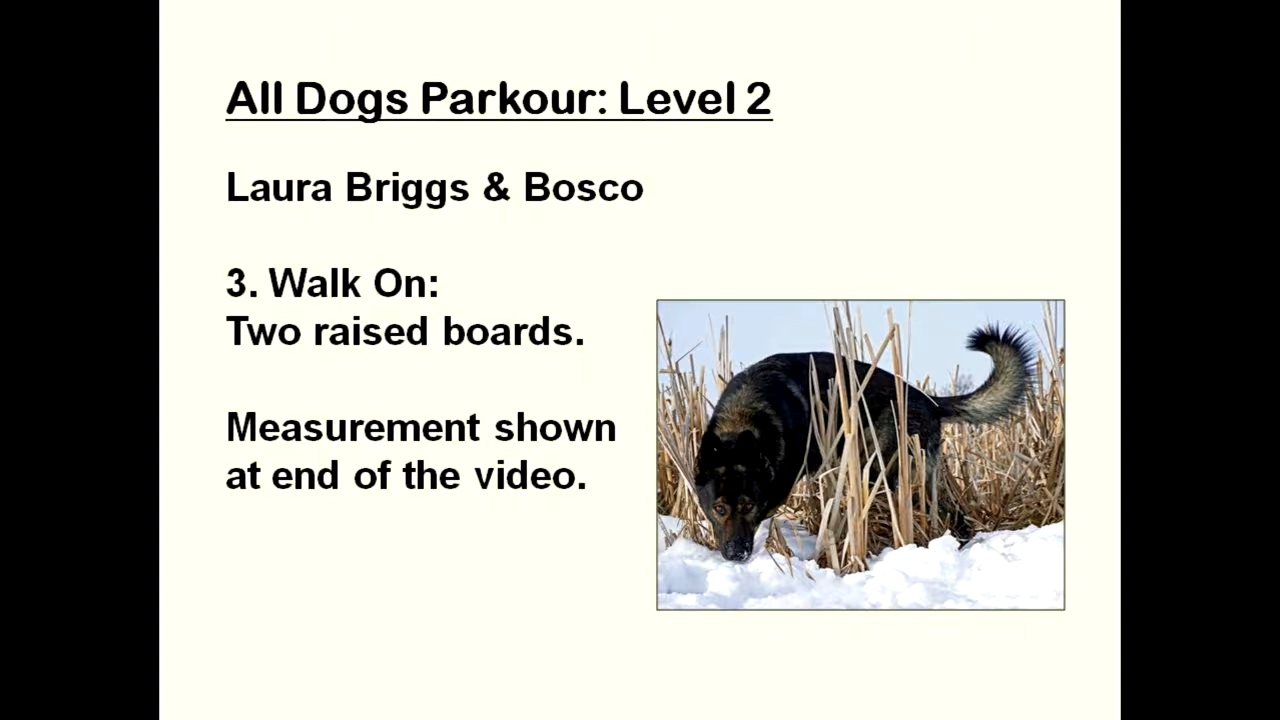 All Dogs Parkour: Level 2
Laura Briggs & Bosco
3. Walk On:
Two raised boards.
Measurement shown
at end of the video.